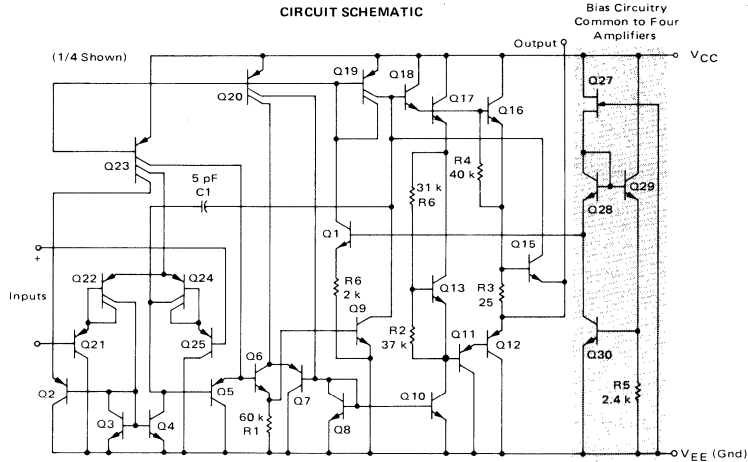 CIRCUIT SCHEMATIC
Bias Circuitry
Common to Four
Amplifiers
(1/4 Shown)
Output
VCC
Q27
Q19
Q18
Q17
Q16
Q20
Q23
5 pF
C1
31 k
R6
R4
40 k
Q28
Q29
+
Q1
Q15
Q22
Q24
R6
2 k
Q13
R3
25
Inputs
Q9
Q21
Q25
R2
37 k
Q11
Q12
Q30
Q2
Q5
Q6
Q7
R5
2.4 k
Q3
Q4
60 k
R1
Q8
Q10
VEE (Gnd)